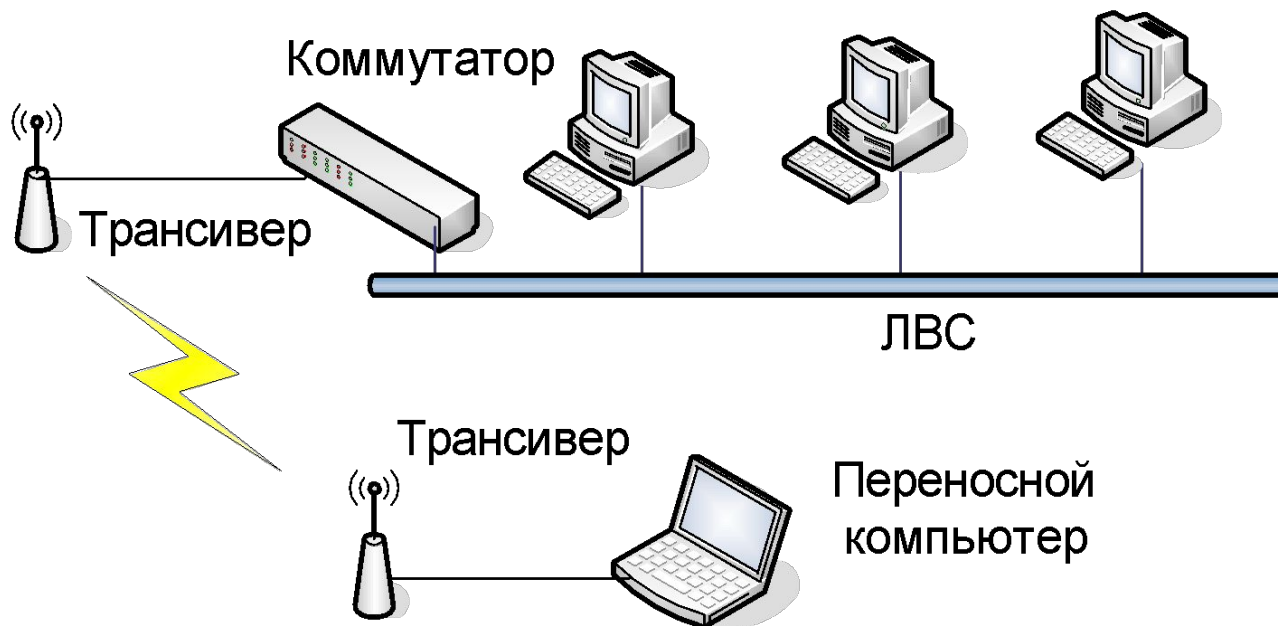 Коммутатор
Трансивер
ЛВС
Трансивер
Переносной
компьютер